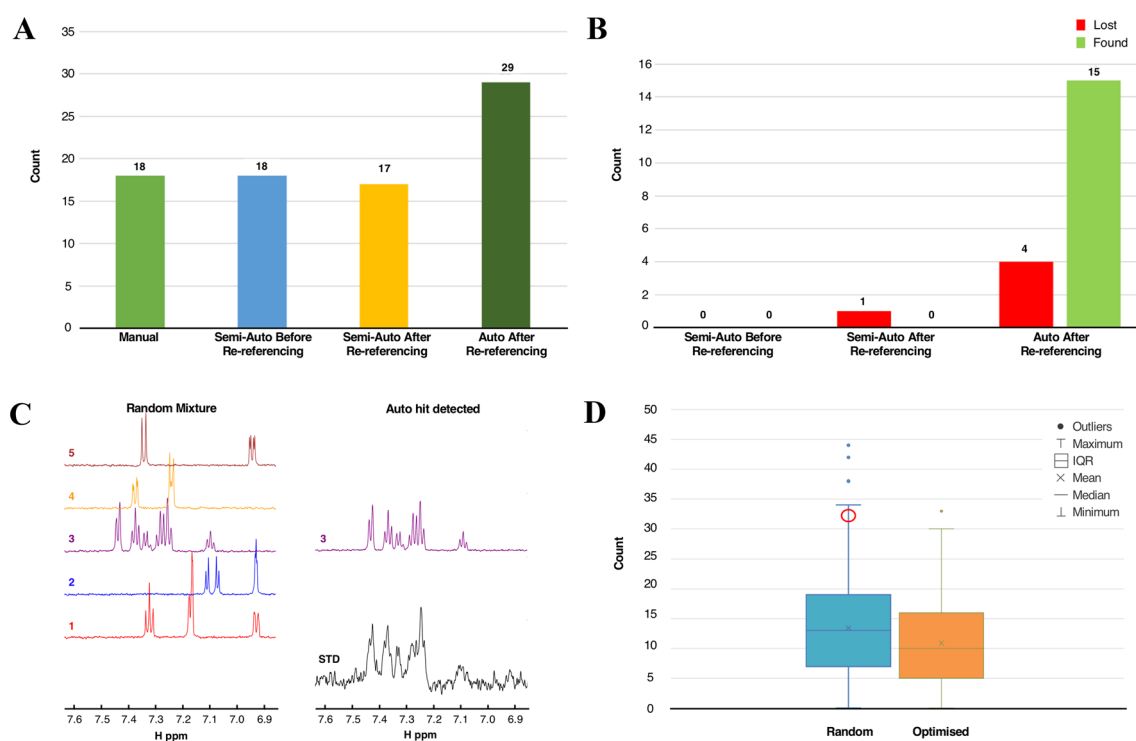 A
35
30
25
20
15
10
5
0
Count
18
18
17
29
Manual
Semi-Auto Before
Re-referencing
Semi-Auto After
Re-referencing
Auto After
Re-referencing
B
Lost
Found
16
14
12
10
8
6
4
2
0
Count
0
0
1
0
4
15
Semi-Auto Before
Re-referencing
Semi-Auto After
Re-referencing
Auto After
Re-referencing
C
Random Mixture
5
4
3
2
1
7.6 7.5 7.4 7.3 7.2 7.1 7.0 6.9
H ppm
Auto hit detected
3
STD
7.6 7.5 7.4 7.3 7.2 7.1 7.0 6.9
H ppm
D
50
45
40
35
30
25
20
15
10
5
0
Count
Outliers
Maximum
IQR
Mean
Median
Minimum
Random
Optimised